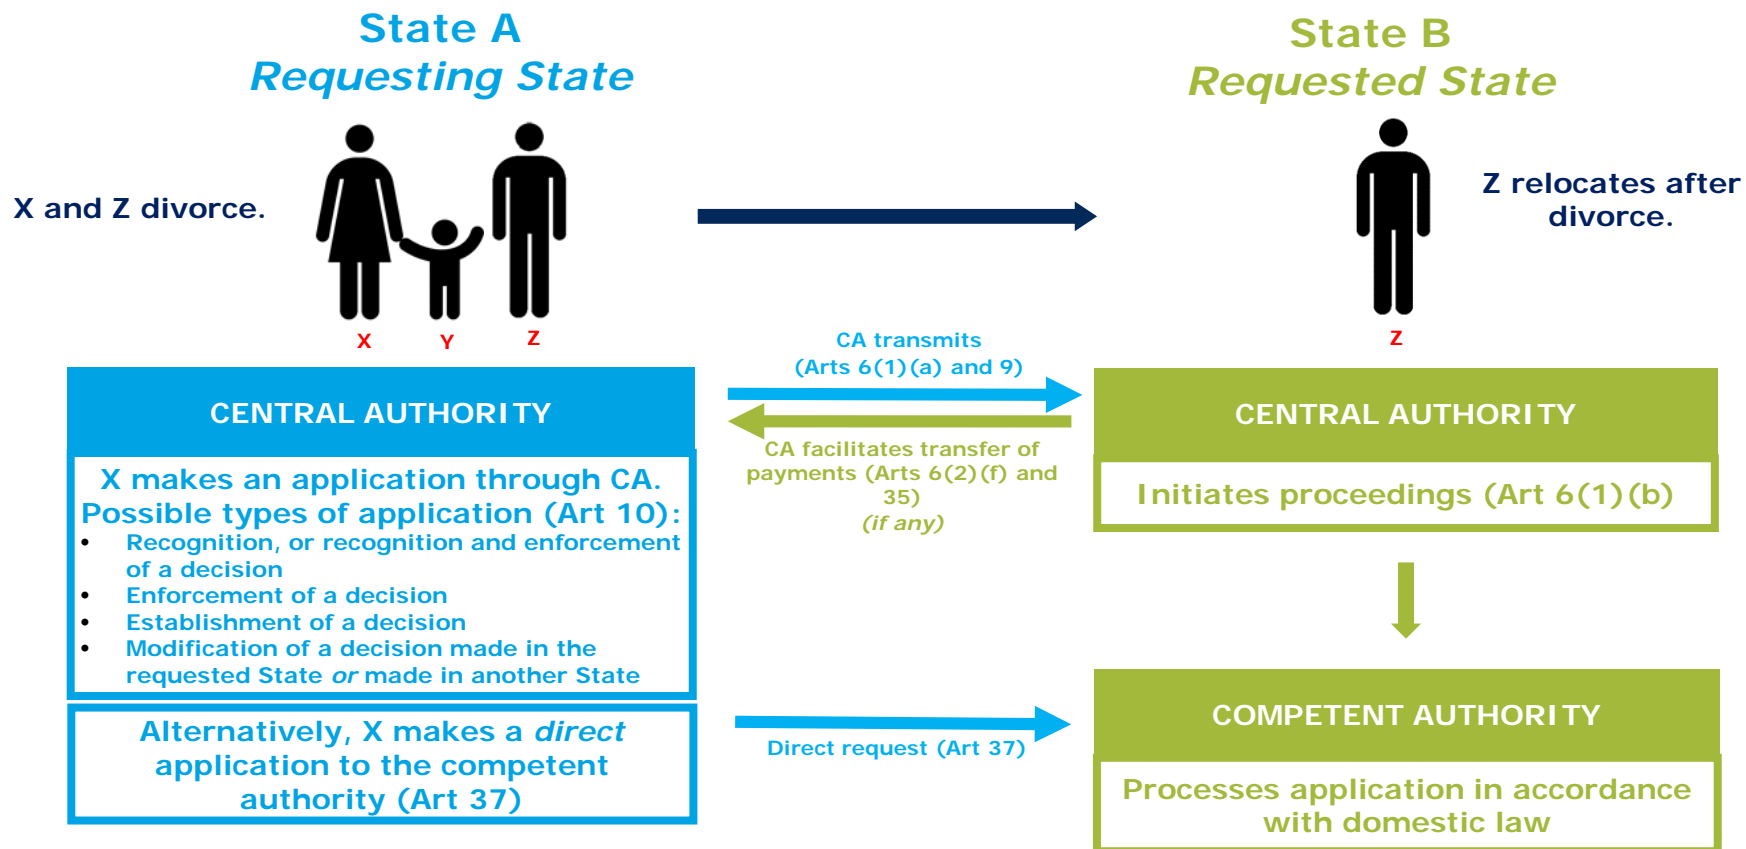 State A
Requesting State
State B
Requested State
X and Z divorce.
Z relocates after
divorce.
X
Y
Z
Z
CENTRAL AUTHORITY
X makes an application through CA.
Possible types of application (Art 10):
• Recognition, or recognition and enforcement
of a decision
• Enforcement of a decision
• Establishment of a decision
• Modification of a decision made in the
requested State or made in another State
Alternatively, X makes a direct
application to the competent
authority (Art 37)
CA transmits
(Arts 6(1)(a) and 9)
CA facilitates transfer of
payments (Arts 6(2)(f) and
35)
(if any)
Direct request (Art 37)
CENTRAL AUTHORITY
Initiates proceedings (Art 6(1)(b)
COMPETENT AUTHORITY
Processes application in accordance
with domestic law